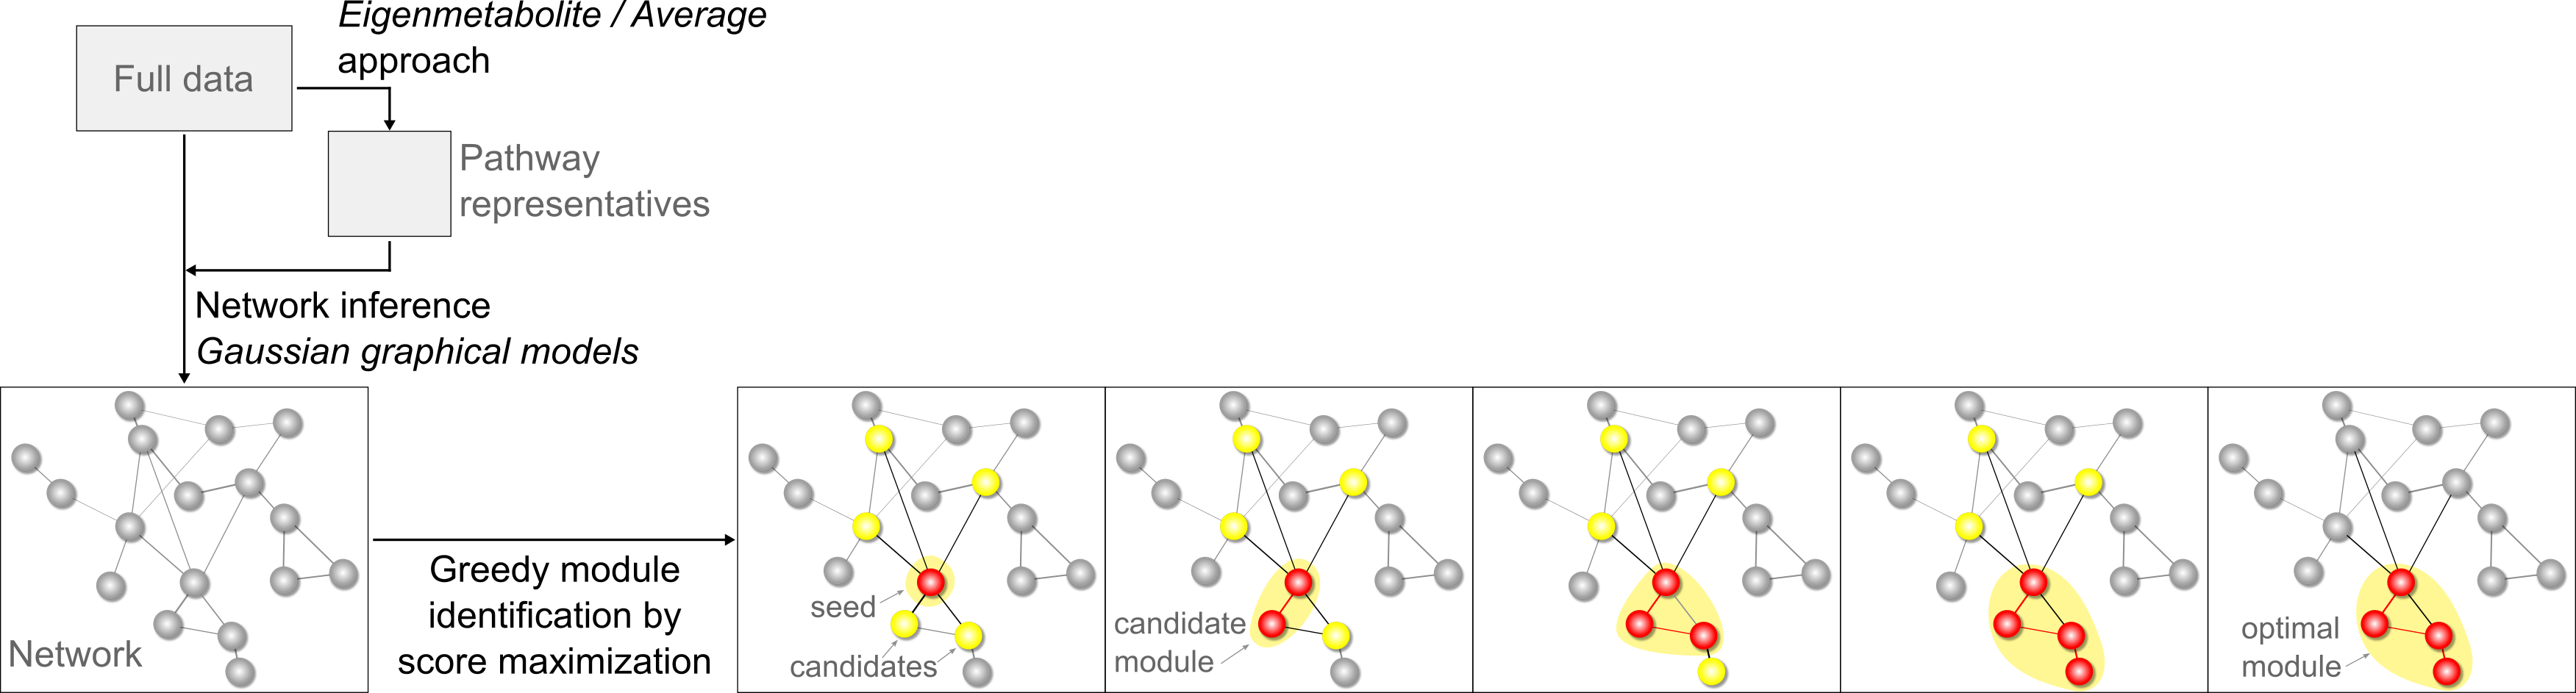 Eigenmetabolite / Average
approach
Full data
Pathway
representatives
Network inference
Gaussian graphical models
Network
Greedy module
identification by
score maximization
seed
candidates
candidate
module
optimal
module